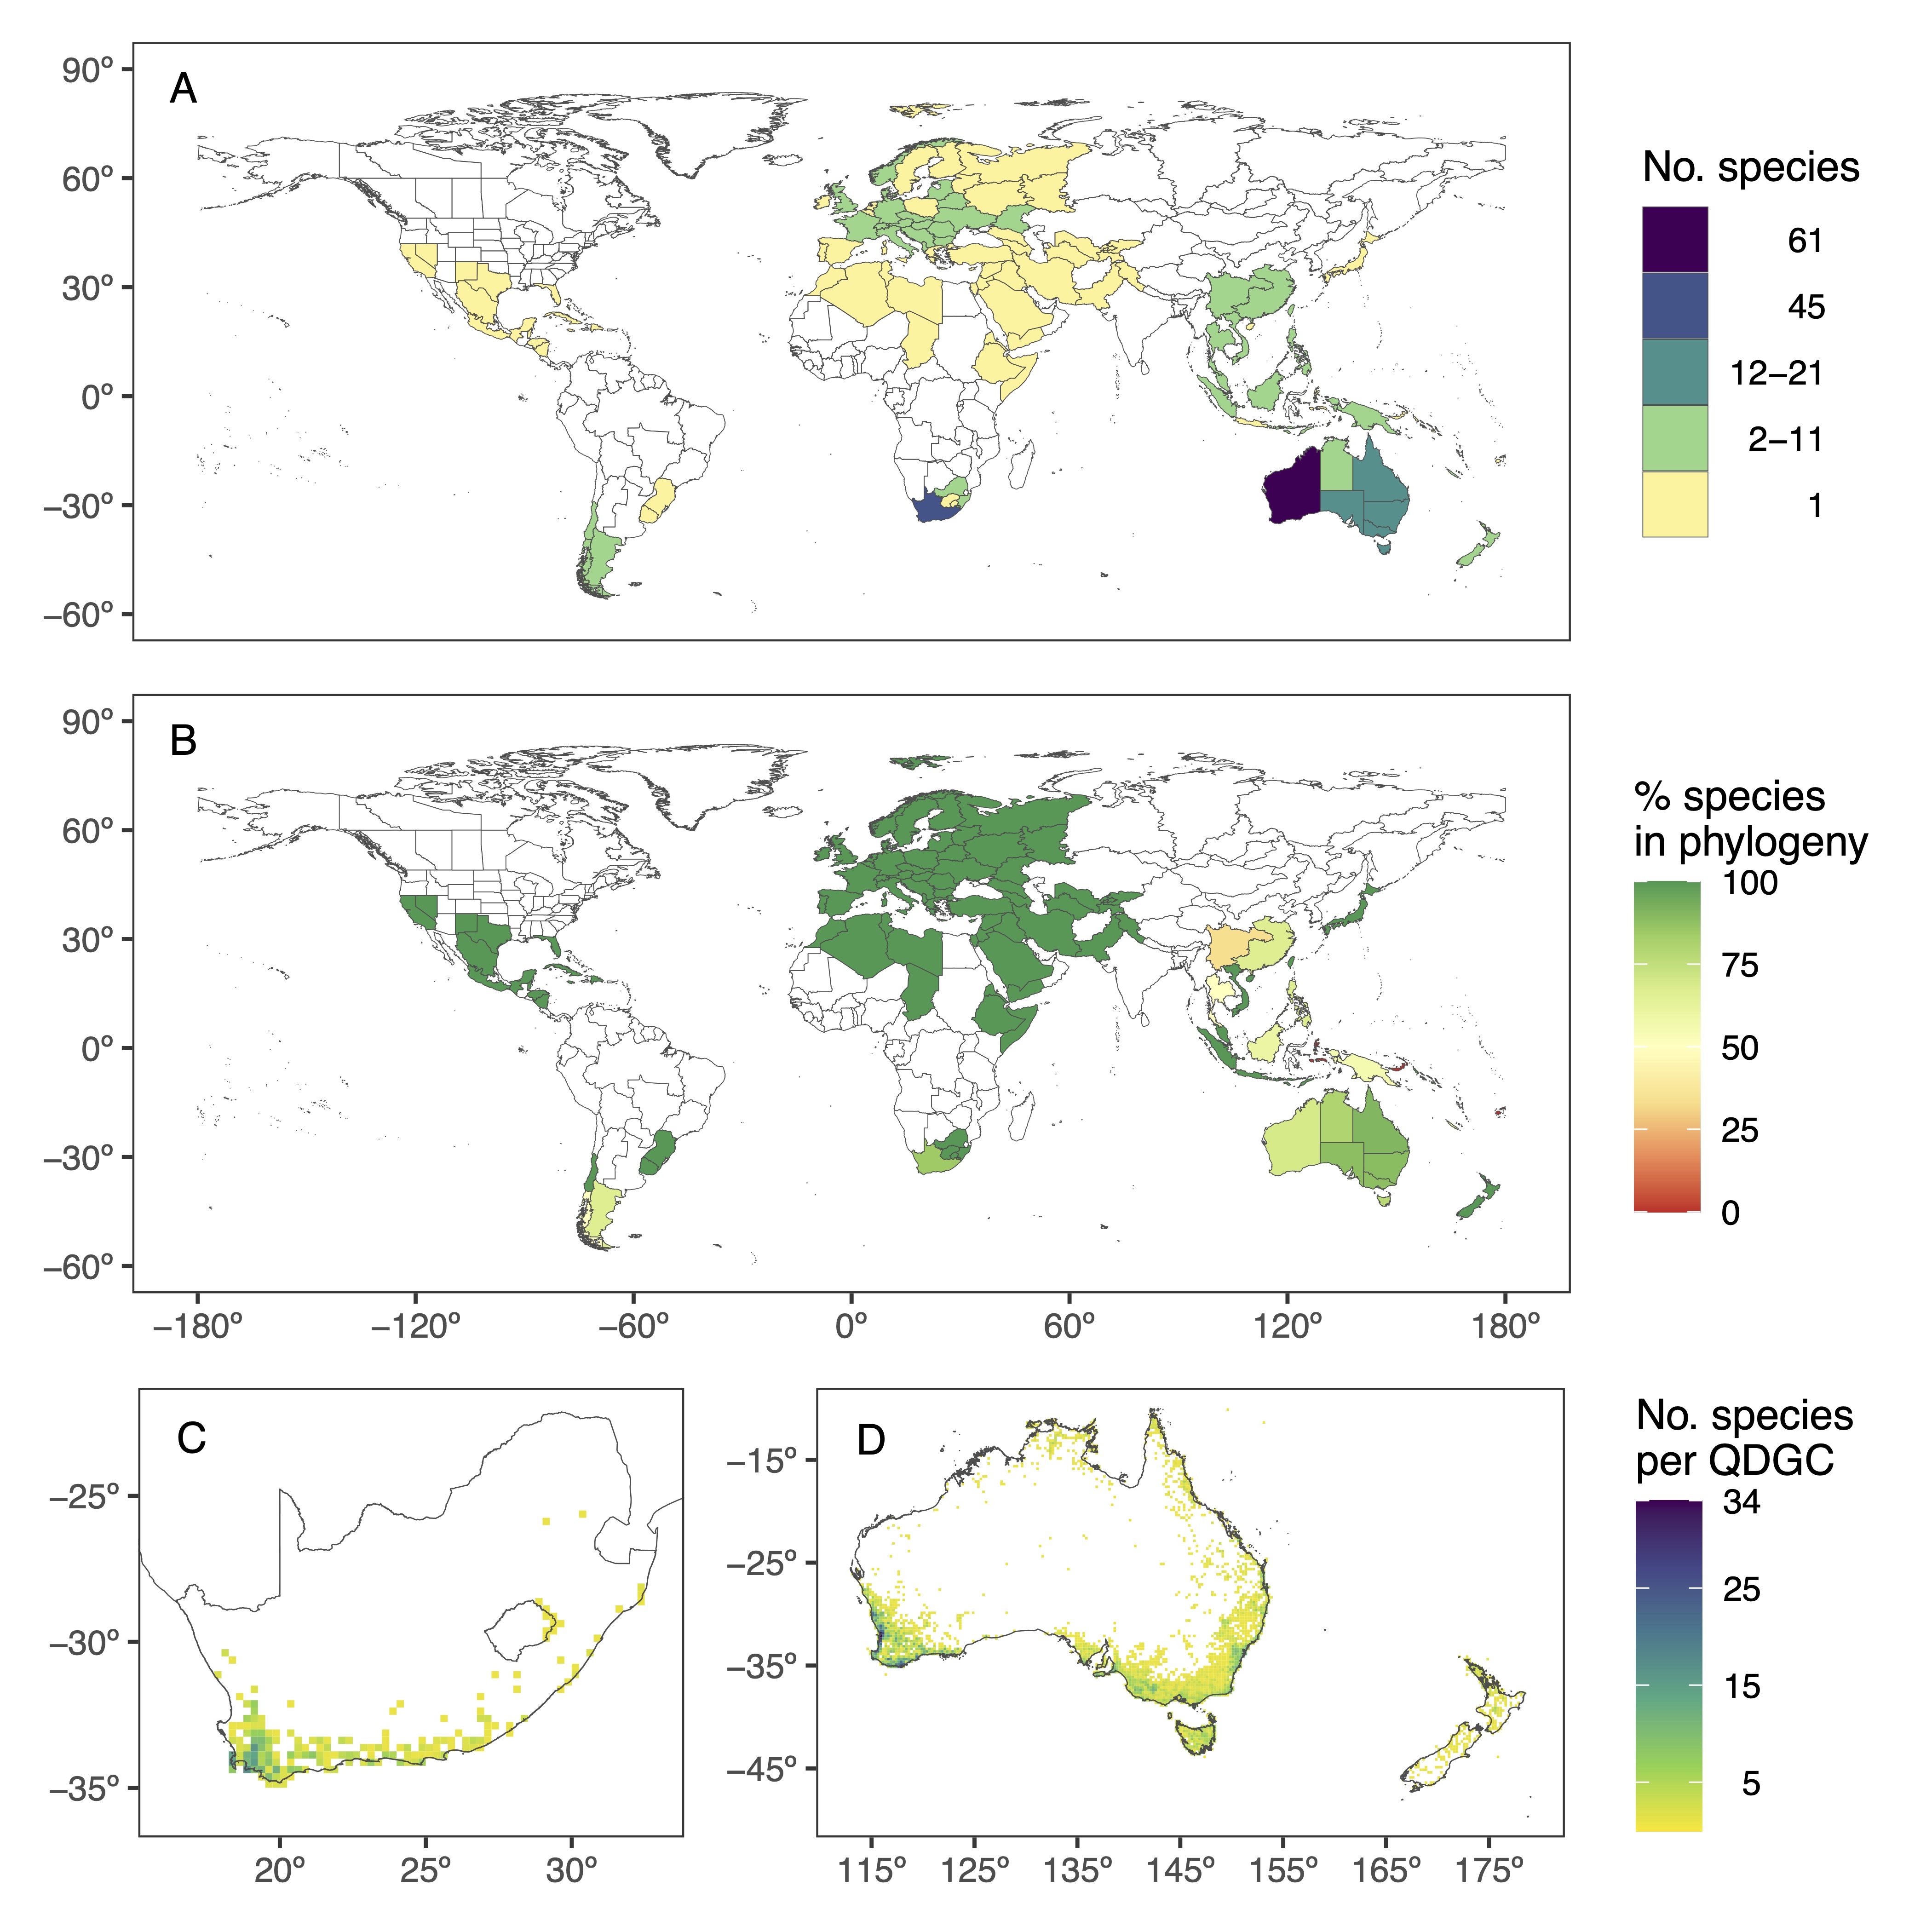 A
90º
60º
30º
0º
−30º
−60º
No. species
61
45
12−21
2−11
1
B
90º
60º
30º
0º
−30º
−60º
−180º −120º −60º 0º 60º 120º 180º
% species
in phylogeny
100
75
50
25
0
C
−25º
−30º
−35º
20º 25º 30º
D
−15º
−25º
−35º
−45º
115º 125º 135º 145º 155º 165º 175º
No. species
per QDGC
34
25
15
5